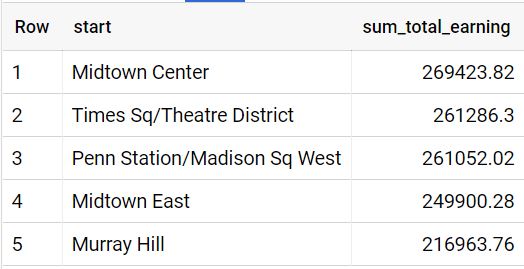 Row start sum_total_earning
1 Midtown Center 269423.82
2 Times Sq/Theatre District 261286.3
3 Penn Station/Madison Sq West 261052.02
4 Midtown East 249900.28
5 Murray Hill 216963.76